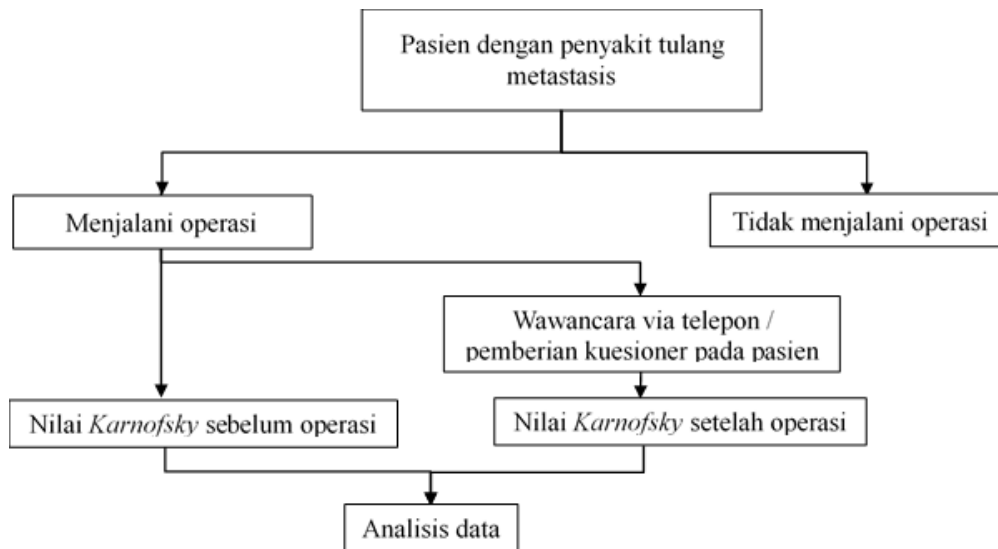 Pasien dengan penyakit tulang
metastasis
Menjalani operasi
Tidak menjalani operasi
Wawancara via telepon /
pemberian kuesioner pada pasien
Nilai Karnofsky sebelum operasi
Nilai Karnofsky setelah operasi
Analisis data